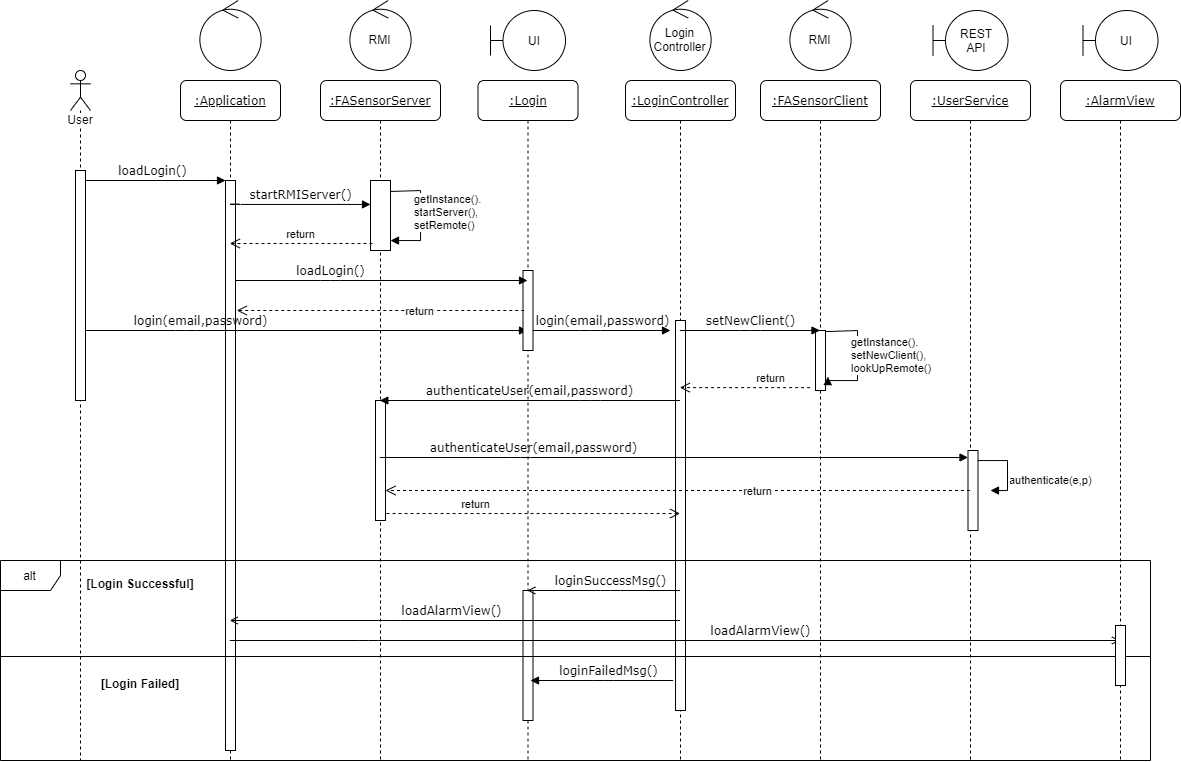 RMI
UI
Login
Controller
RMI
REST
API
UI
User
:Application
:FASensorServer
:Login
:LoginController
:FASensorClient
:UserService
:AlarmView
loadLogin()
startRMIServer()
getInstance().
startServer(),
setRemote()
return
loadLogin()
return
login(email,password)
login(email,password)
setNewClient()
getInstance().
setNewClient(),
lookUpRemote()
return
authenticateUser(email,password)
authenticateUser(email,password)
authenticate(e,p)
return
return
alt
[Login Successful]
loginSuccessMsg()
loadAlarmView()
loadAlarmView()
[Login Failed]
loginFailedMsg()